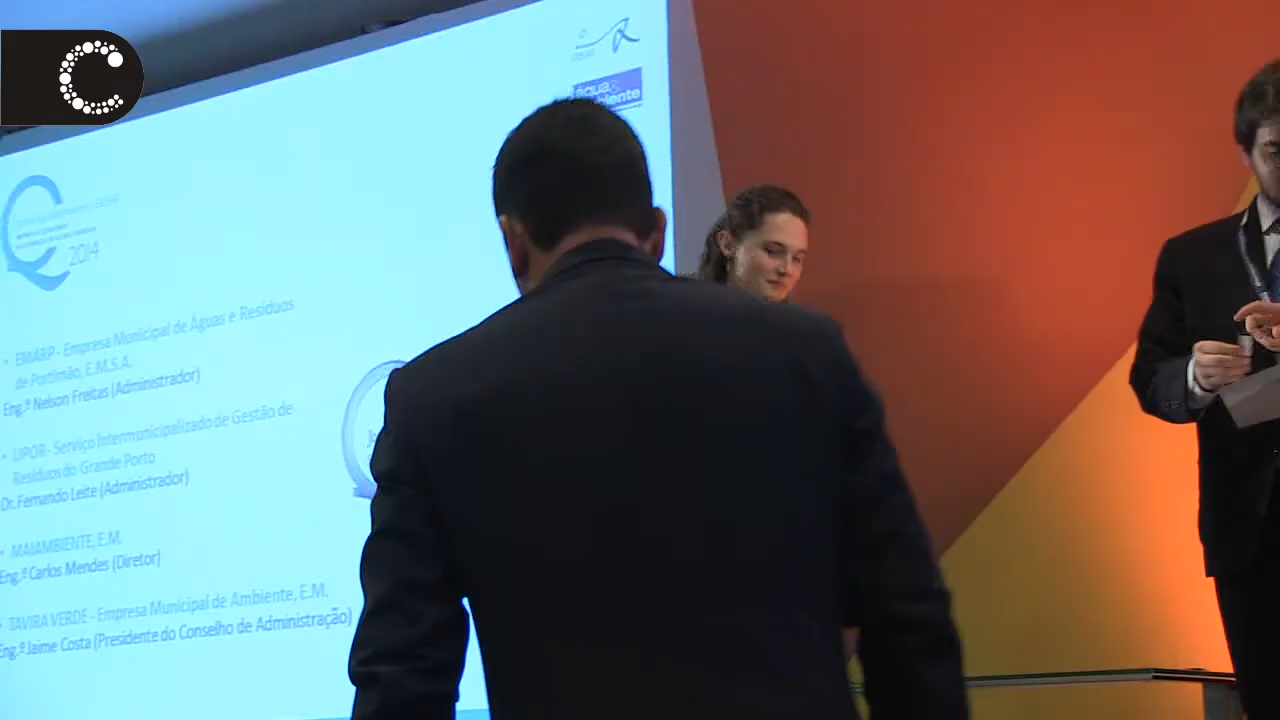 água&
ambiente
2014
EMARP - Empresa Municipal de Águas e Resíduos
de Portimão, E.M.S.A.
Eng.º Nelson Freitas (Administrador)
LIPOR - Serviço Intermunicipalizado de Gestão de
Resíduos do Grande Porto
Dr. Fernando Leite (Administrador)
MAIAMBIENTE, E.M.
Eng.º Carlos Mendes (Diretor)
TAVIRA VERDE - Empresa Municipal de Ambiente, E.M.
Eng.º Jaime Costa (Presidente do Conselho de Administração)